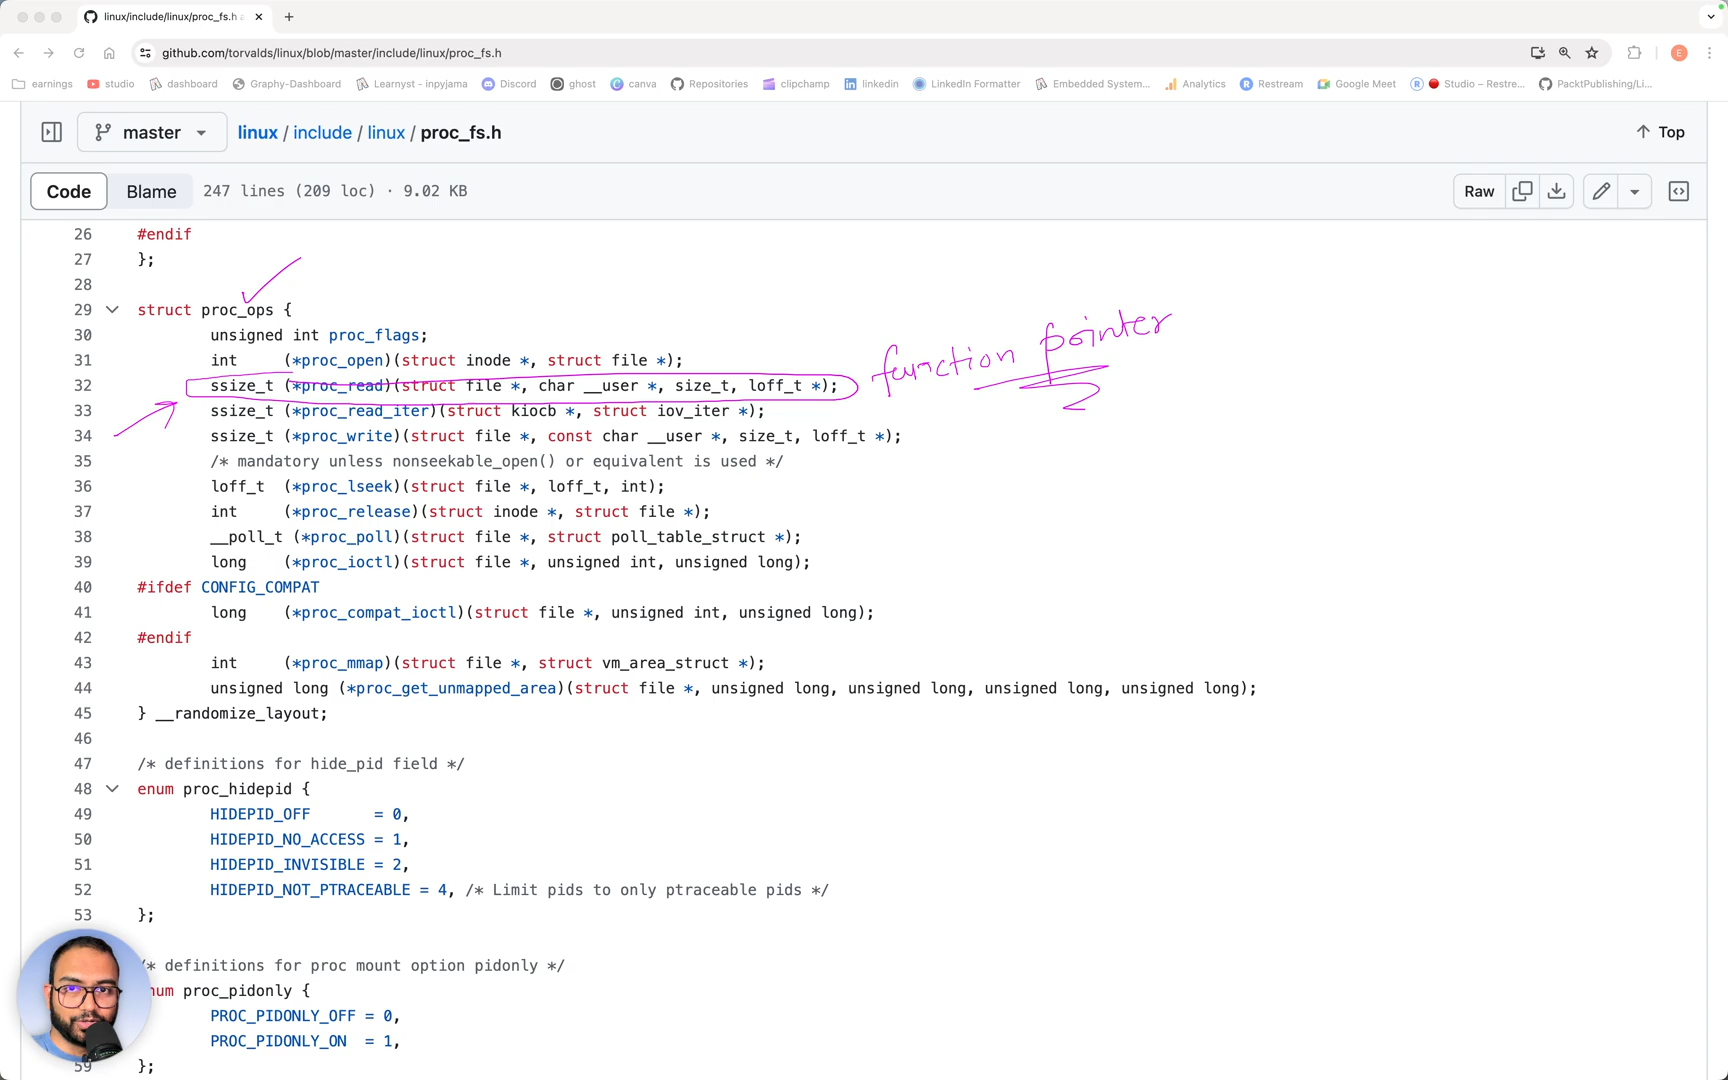 linux/include/linux/proc_fs.h a
github.com/torvalds/linux/blob/master/include/linux/proc_fs.h
E
earnings studio dashboard Graphy-Dashboard Learnyst - inpyjama Discord ghost canva Repositories clipchamp linkedin LinkedIn Formatter Embedded System... Analytics Restream Google Meet Studio – Restre... PacktPublishing/Li...
master linux / include / linux / proc_fs.h Top
Code Blame 247 lines (209 loc) · 9.02 KB Raw
26 #endif
27 };
28
29 struct proc_ops {
30 unsigned int proc_flags;
31 int (*proc_open)(struct inode *, struct file *);
32 ssize_t (*proc_read)(struct file *, char __user *, size_t, loff_t *);
function pointer
33 ssize_t (*proc_read_iter)(struct kiocb *, struct iov_iter *);
34 ssize_t (*proc_write)(struct file *, const char __user *, size_t, loff_t *);
35 /* mandatory unless nonseekable_open() or equivalent is used */
36 loff_t (*proc_lseek)(struct file *, loff_t, int);
37 int (*proc_release)(struct inode *, struct file *);
38 __poll_t (*proc_poll)(struct file *, struct poll_table_struct *);
39 long (*proc_ioctl)(struct file *, unsigned int, unsigned long);
40 #ifdef CONFIG_COMPAT
41 long (*proc_compat_ioctl)(struct file *, unsigned int, unsigned long);
42 #endif
43 int (*proc_mmap)(struct file *, struct vm_area_struct *);
44 unsigned long (*proc_get_unmapped_area)(struct file *, unsigned long, unsigned long, unsigned long, unsigned long);
45 } __randomize_layout;
46
47 /* definitions for hide_pid field */
48 enum proc_hidepid {
49 HIDEPID_OFF = 0,
50 HIDEPID_NO_ACCESS = 1,
51 HIDEPID_INVISIBLE = 2,
52 HIDEPID_NOT_PTRACEABLE = 4, /* Limit pids to only ptraceable pids */
53 };
/* definitions for proc mount option pidonly */
num proc_pidonly {
PROC_PIDONLY_OFF = 0,
PROC_PIDONLY_ON = 1,
59 };